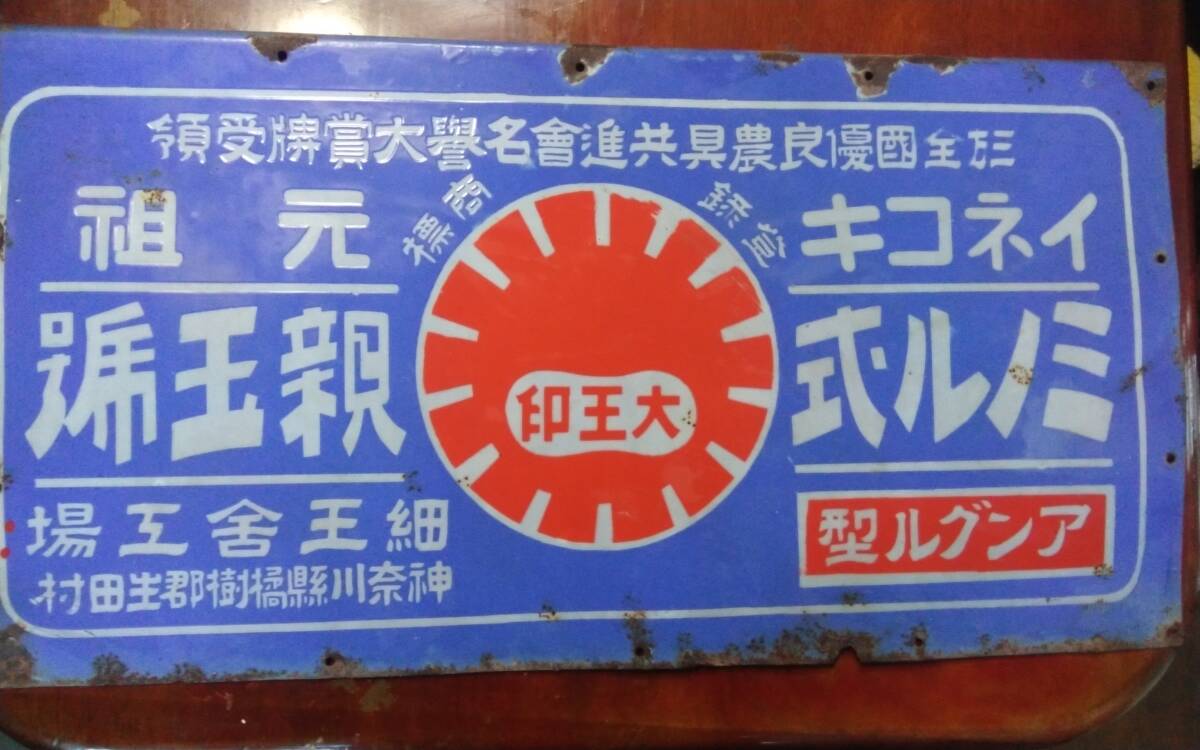 於全國優良農具共進會名譽大賞牌受領
イネコキ
ミノル式
アングル型
登録商標
大王印
元祖
親王號
細王舎工場
神奈川縣橘樹郡生田村